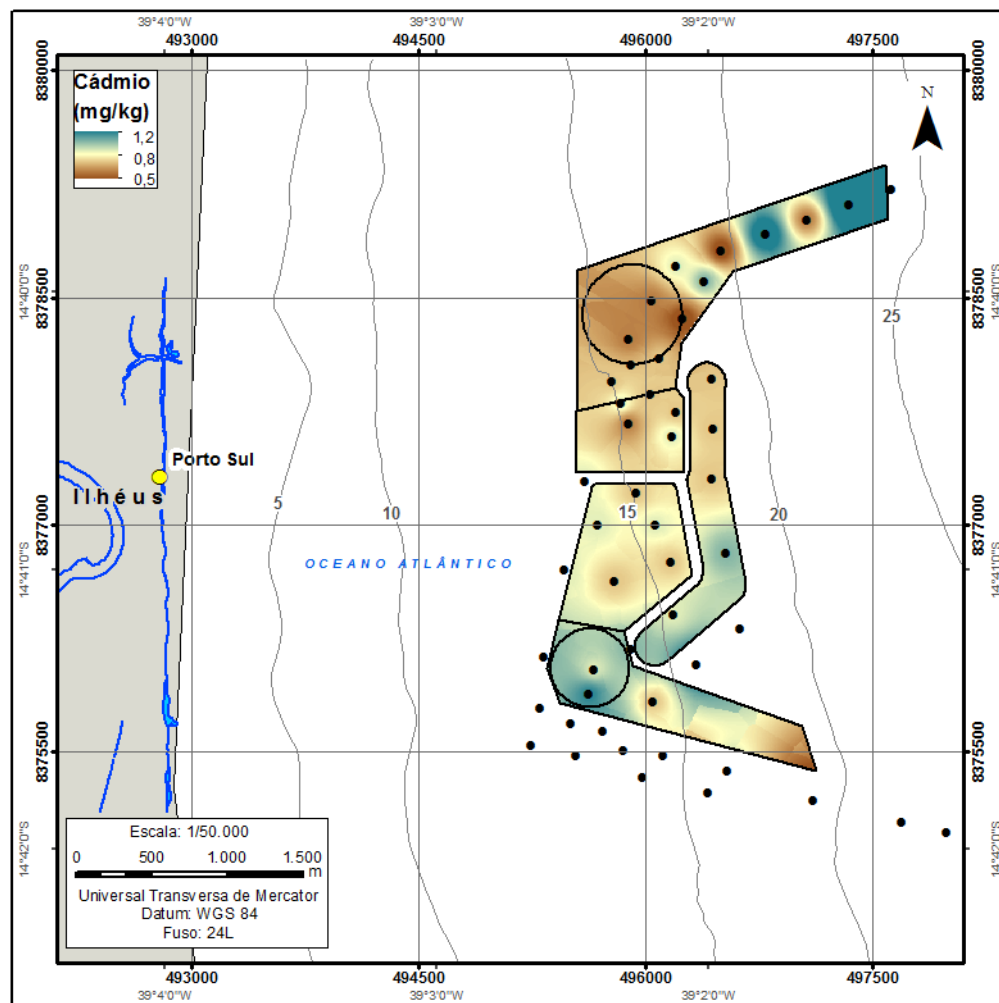 39°4'0"W 39°3'0"W 39°2'0"W
493000 494500 496000 497500
8380000 8380000
Cádmio
(mg/kg)
1,2
0,8
0,5
N
14°40'0"S 8378500 8378500 14°40'0"S
25
Porto Sul
Ilhéus
5 10 15 20
8377000 8377000
OCEANO ATLÂNTICO
14°41'0"S 14°41'0"S
8375500 8375500
Escala: 1/50.000
0 500 1.000 1.500
m
Universal Transversa de Mercator
Datum: WGS 84
Fuso: 24L
14°42'0"S 14°42'0"S
493000 494500 496000 497500
39°4'0"W 39°3'0"W 39°2'0"W